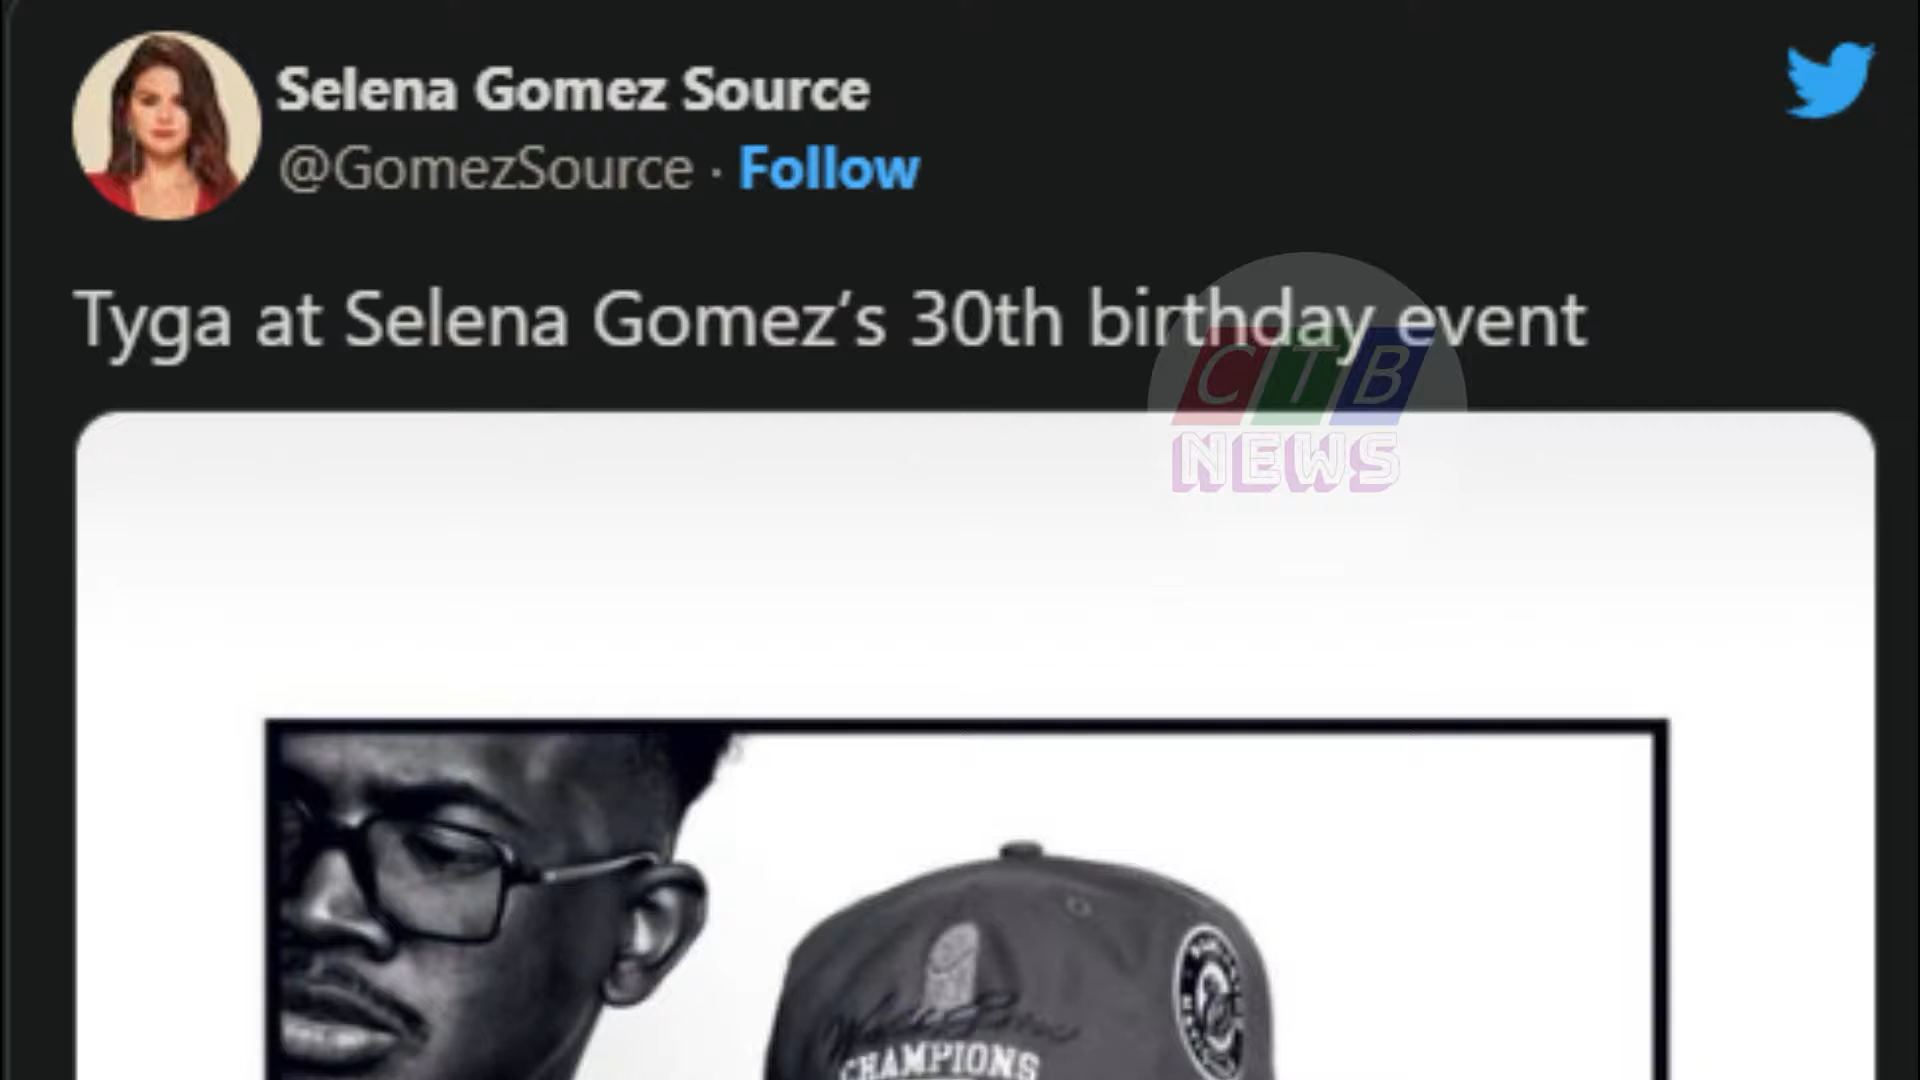 Selena Gomez Source
@GomezSource · Follow
Tyga at Selena Gomez’s 30th birthday event
CTB
NEWS
CHAMPIONS